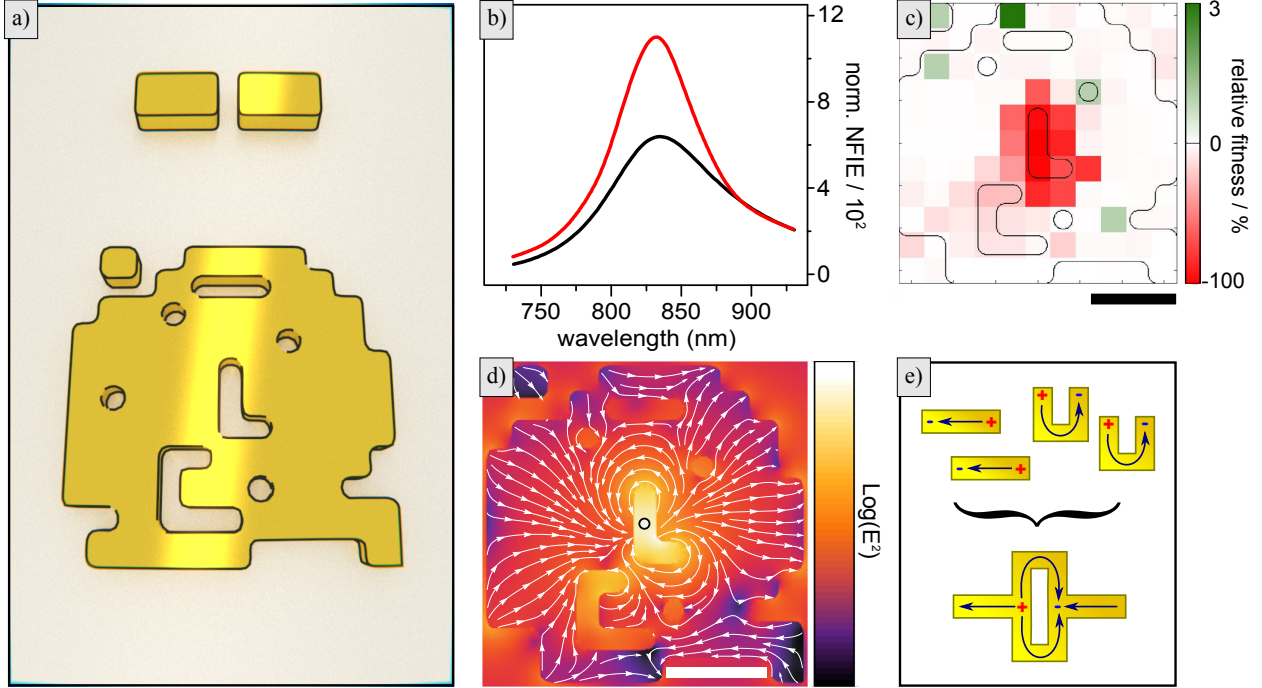 a)
b)
12
8
4
0
norm. NFIE / 10²
750
800
850
900
wavelength (nm)
c)
3
0
-100
relative fitness / %
d)
Log(E²)
e)
+ -
+ -
- +
- +
+ -